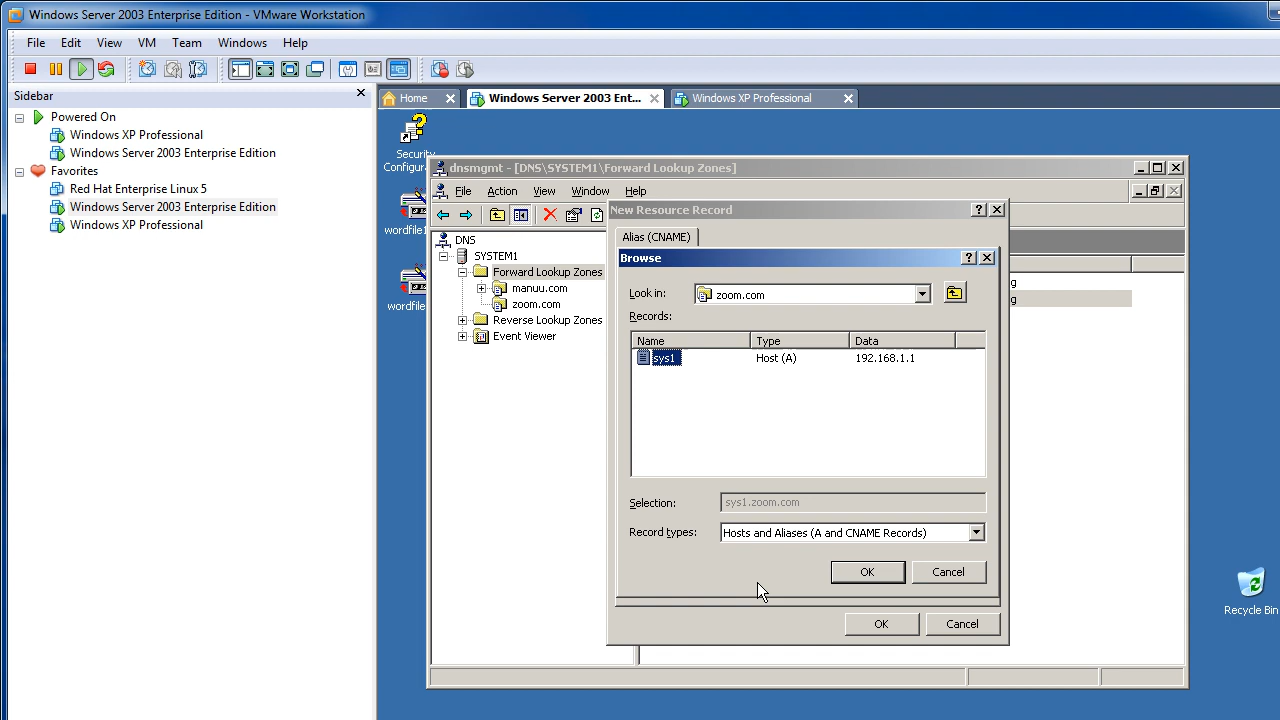 Windows Server 2003 Enterprise Edition - VMware Workstation
File Edit View VM Team Windows Help
Sidebar
Home
Windows Server 2003 Ent...
Windows XP Professional
Powered On
Windows XP Professional
Windows Server 2003 Enterprise Edition
Favorites
Red Hat Enterprise Linux 5
Windows Server 2003 Enterprise Edition
Windows XP Professional
Security
Configur
wordfile1
wordfile
dnsmgmt - [DNS\SYSTEM1\Forward Lookup Zones]
File Action View Window Help
DNS
SYSTEM1
Forward Lookup Zones
manuu.com
zoom.com
Reverse Lookup Zones
Event Viewer
g
g
New Resource Record
Alias (CNAME)
Browse
Look in: zoom.com
Records:
Name Type Data
sys1 Host (A) 192.168.1.1
Selection: sys1.zoom.com
Record types: Hosts and Aliases (A and CNAME Records)
OK Cancel
OK Cancel
Recycle Bin